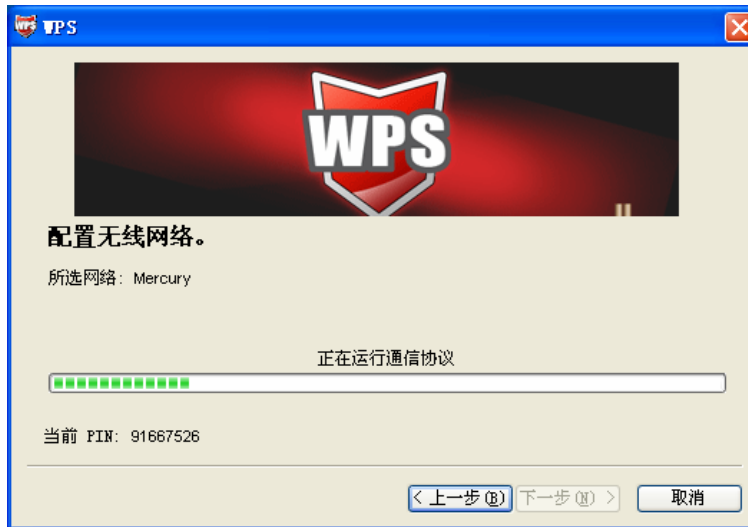 WPS
WPS
配置无线网络。
所选网络: Mercury
正在运行通信协议
当前 PIN: 91667526
< 上一步(B)
下一步(N) >
取消